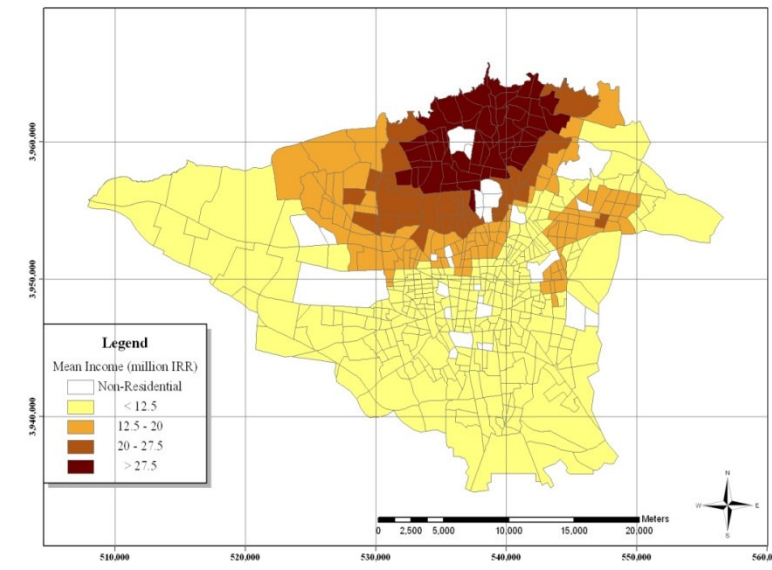 3,960,000
3,950,000
3,940,000
Legend
Mean Income (million IRR)
Non-Residential
< 12.5
12.5 - 20
20 - 27.5
> 27.5
N
W E
S
Meters
0 2,500 5,000 10,000 15,000 20,000
510,000 520,000 530,000 540,000 550,000 560,0